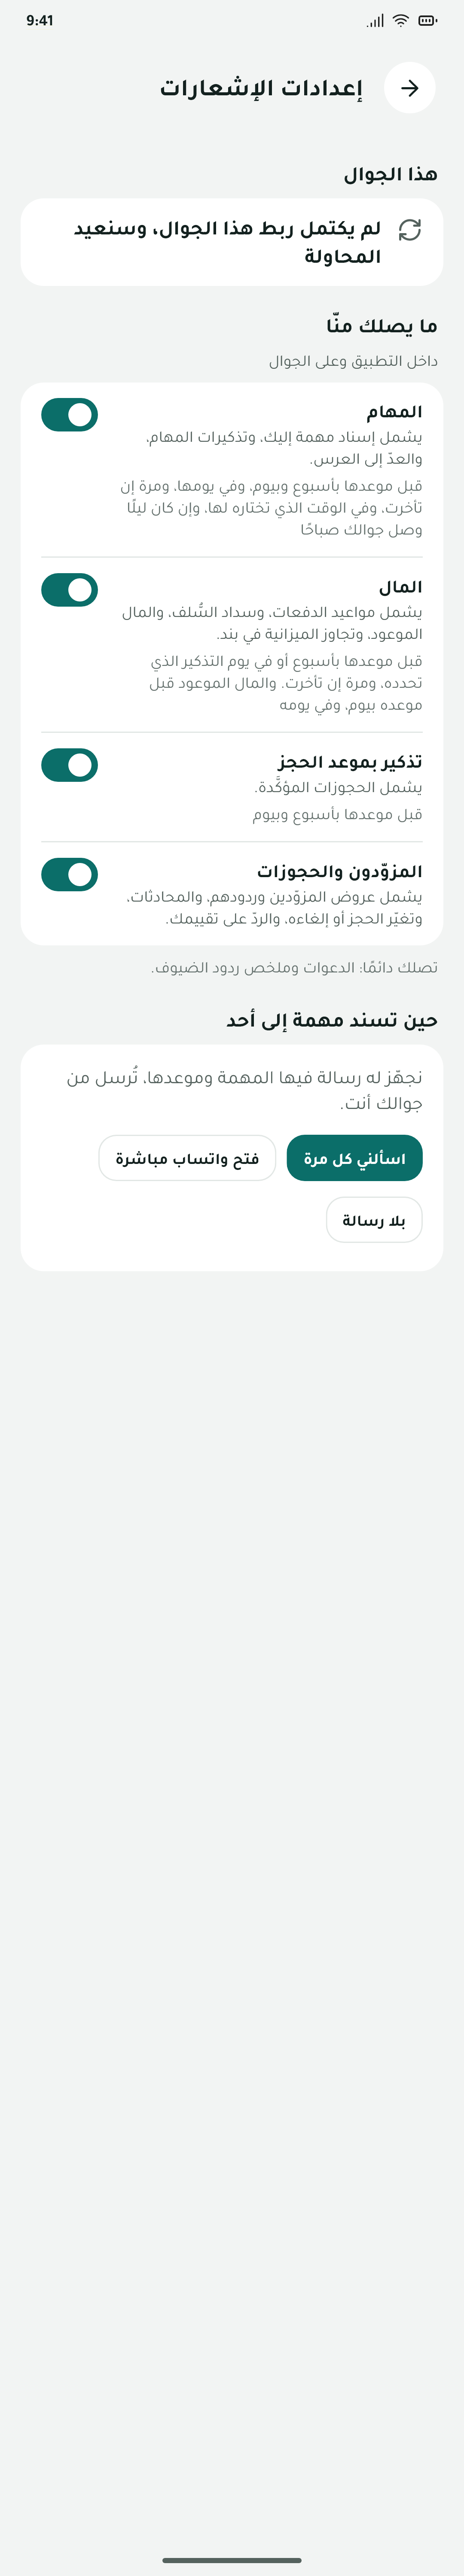 9:41
إعدادات الإشعارات
هذا الجوال
لم يكتمل ربط هذا الجوال، وسنعيد
المحاولة
ما يصلك منّا
داخل التطبيق وعلى الجوال
المهام
يشمل إسناد مهمة إليك، وتذكيرات المهام،
والعدّ إلى العرس.
قبل موعدها بأسبوع وبيوم، وفي يومها، ومرة إن
تأخرت، وفي الوقت الذي تختاره لها، وإن كان ليلًا
وصل جوالك صباحًا
المال
يشمل مواعيد الدفعات، وسداد السُّلف، والمال
الموعود، وتجاوز الميزانية في بند.
قبل موعدها بأسبوع أو في يوم التذكير الذي
تحدده، ومرة إن تأخرت. والمال الموعود قبل
موعده بيوم، وفي يومه
تذكير بموعد الحجز
يشمل الحجوزات المؤكَّدة.
قبل موعدها بأسبوع وبيوم
المزوّدون والحجوزات
يشمل عروض المزوّدين وردودهم، والمحادثات،
وتغيّر الحجز أو إلغاءه، والردّ على تقييمك.
تصلك دائمًا: الدعوات وملخص ردود الضيوف.
حين تسند مهمة إلى أحد
نجهّز له رسالة فيها المهمة وموعدها، تُرسل من
جوالك أنت.
اسألني كل مرة
فتح واتساب مباشرة
بلا رسالة